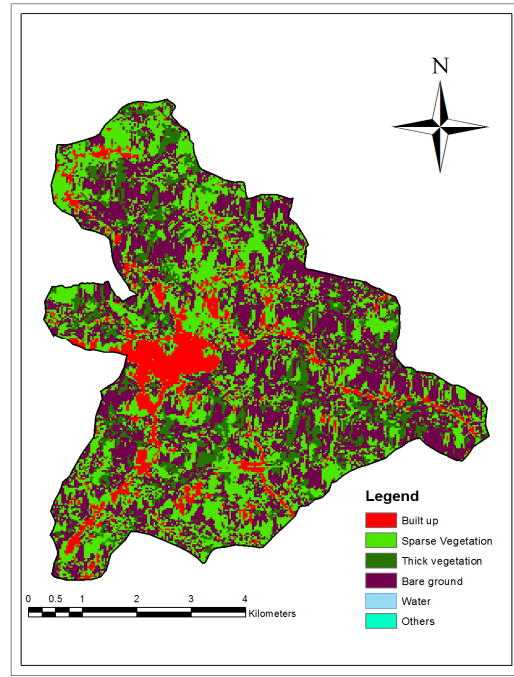 N
Legend
Built up
Sparse Vegetation
Thick vegetation
Bare ground
Water
Others
0 0.5 1 2 3 4
Kilometers